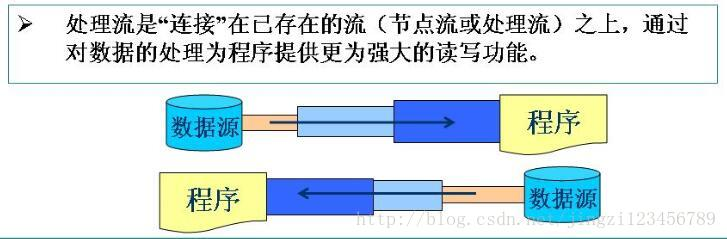 处理流是“连接”在已存在的流（节点流或处理流）之上，通过
对数据的处理为程序提供更为强大的读写功能。
数据源
程序
程序
数据源
http://blog.csdn.net/jingzi123456789